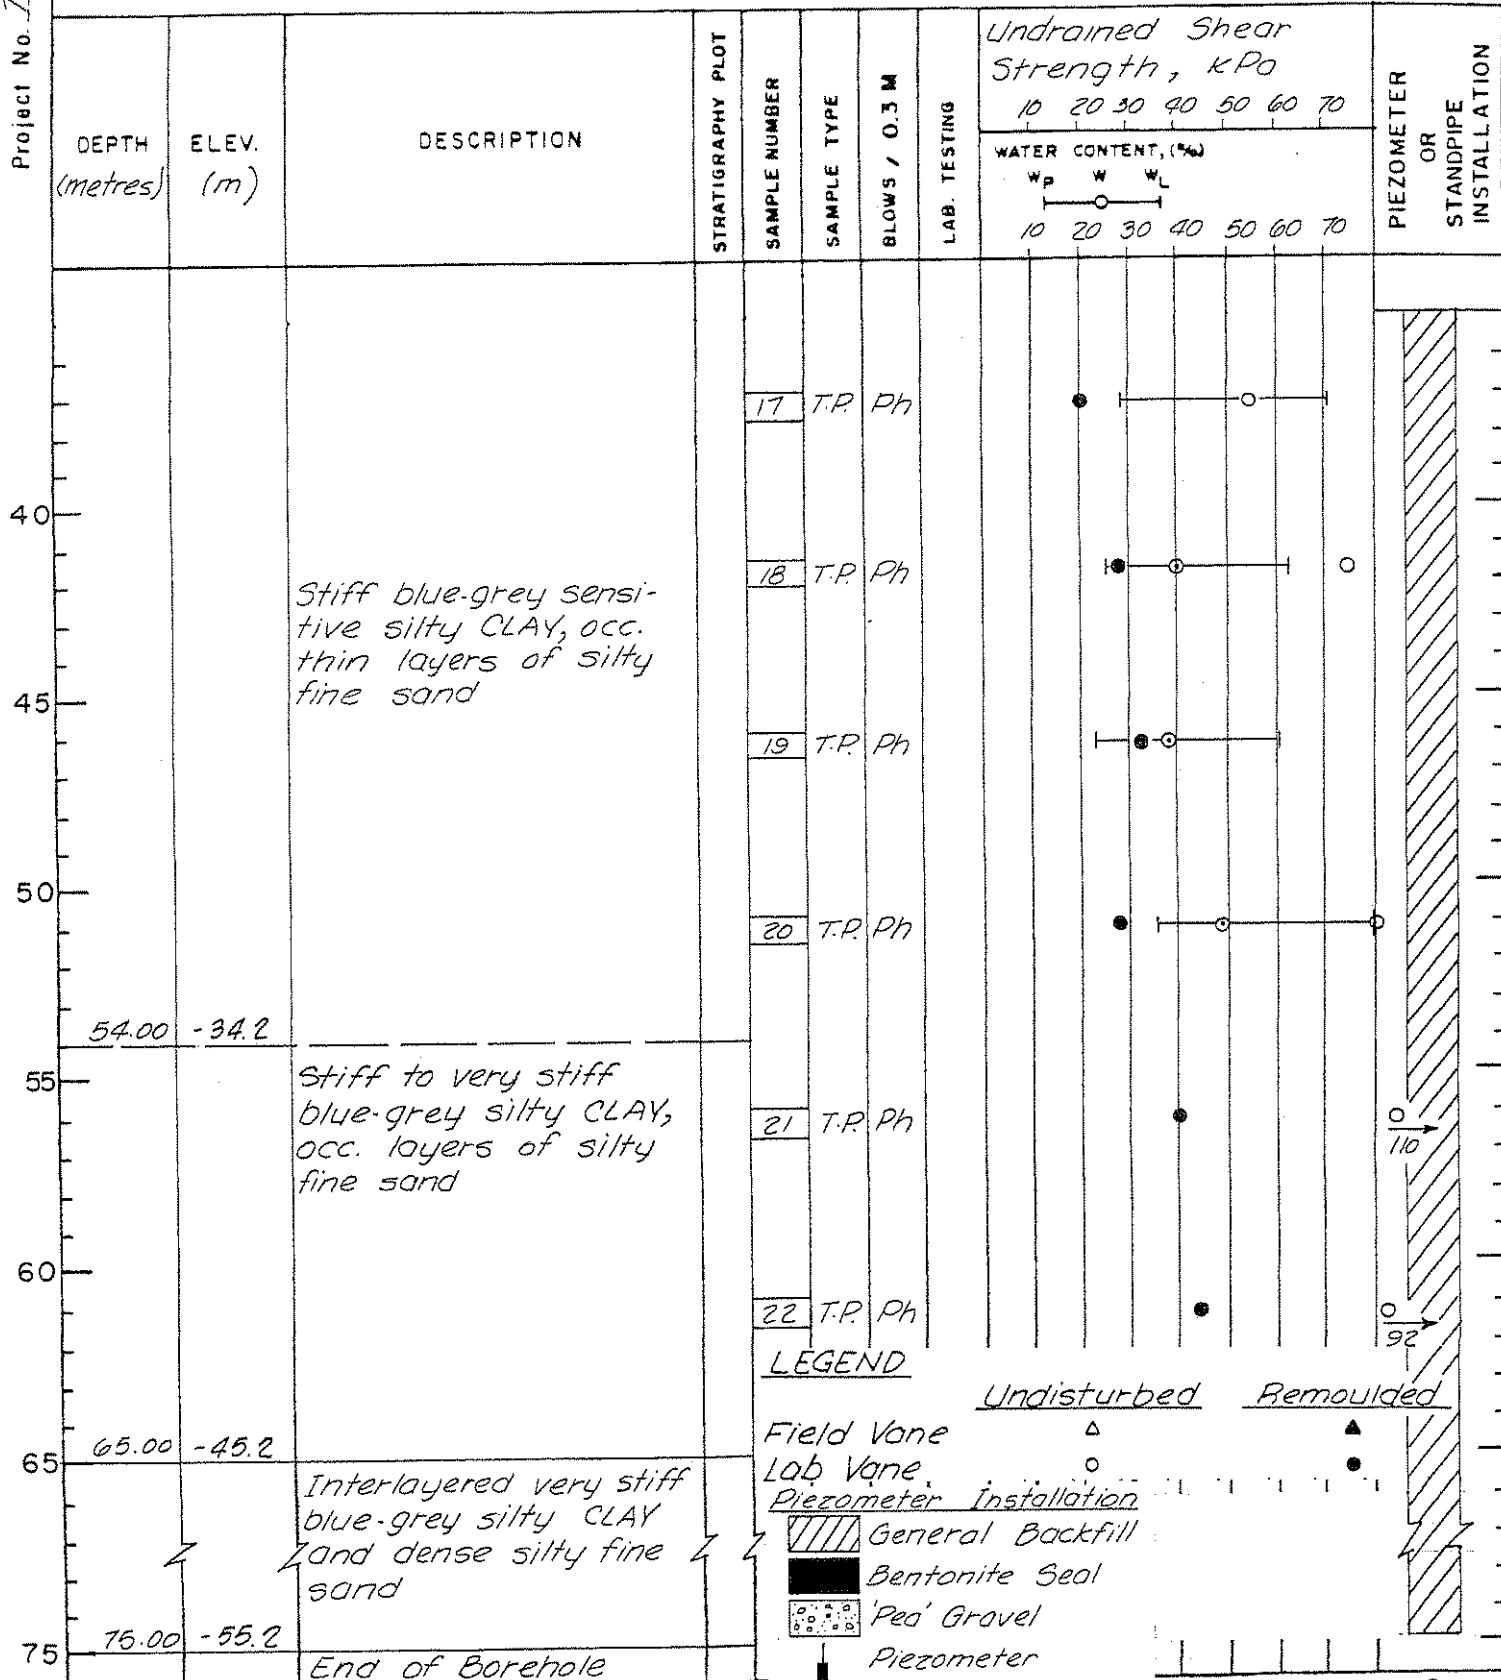 Project No.
DEPTH
(metres)
ELEV.
(m)
DESCRIPTION
STRATIGRAPHY PLOT
SAMPLE NUMBER
SAMPLE TYPE
BLOWS / 0.3 M
LAB. TESTING
Undrained Shear
Strength, kPa
10 20 30 40 50 60 70
WATER CONTENT, (%)
Wp W WL
10 20 30 40 50 60 70
PIEZOMETER
OR
STANDPIPE
INSTALLATION
17 T.P. Ph
40
18 T.P. Ph
Stiff blue-grey sensi-
tive silty CLAY, occ.
thin layers of silty
fine sand
45
19 T.P. Ph
50
20 T.P. Ph
54.00 -34.2
55
Stiff to very stiff
blue-grey silty CLAY,
occ. layers of silty
fine sand
21 T.P. Ph
110
60
22 T.P. Ph
92
LEGEND
Undisturbed Remoulded
Field Vane
Lab Vane
65.00 -45.2
65
Interlayered very stiff
blue-grey silty CLAY
and dense silty fine
sand
Piezometer Installation
General Backfill
Bentonite Seal
'Pea' Gravel
Piezometer
75.00 -55.2
75
End of Borehole